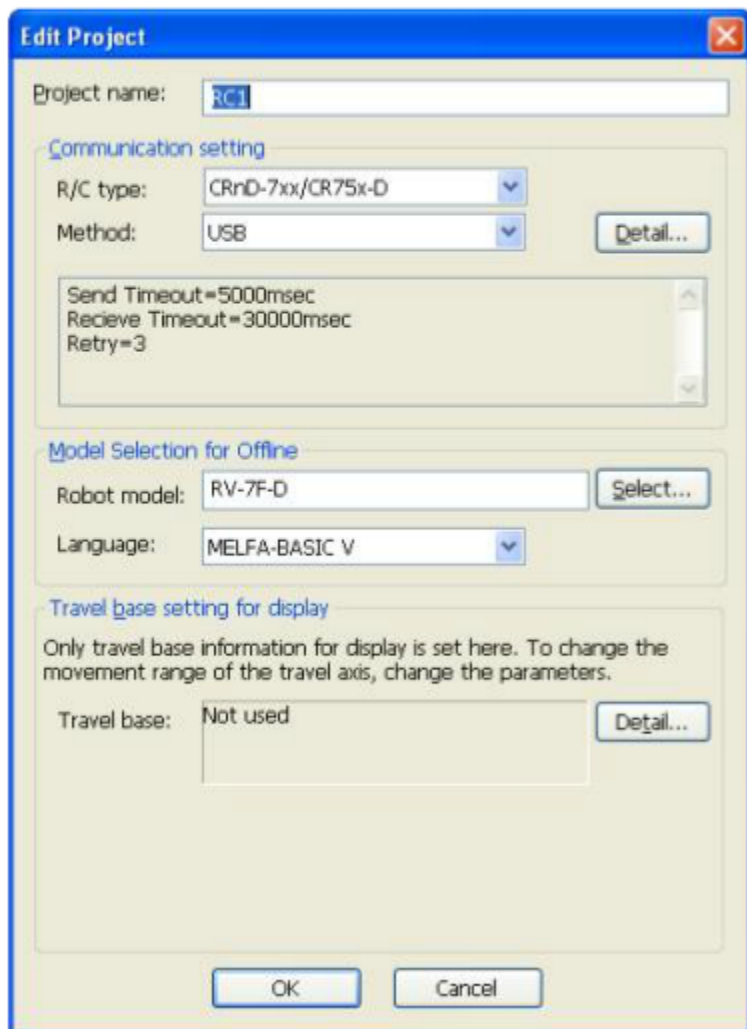 Edit Project
Project name: RC1
Communication setting
R/C type: CRnD-7xx/CR75x-D
Method: USB Detail...
Send Timeout=5000msec
Recieve Timeout=30000msec
Retry=3
Model Selection for Offline
Robot model: RV-7F-D Select...
Language: MELFA-BASIC V
Travel base setting for display
Only travel base information for display is set here. To change the
movement range of the travel axis, change the parameters.
Travel base: Not used Detail...
OK Cancel